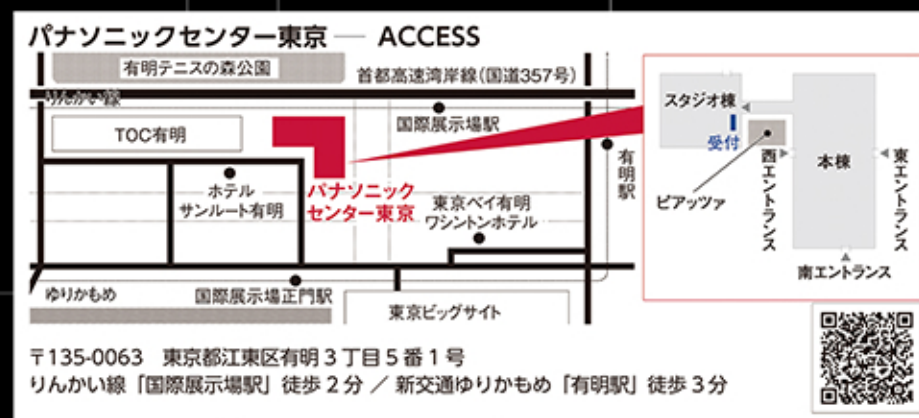 パナソニックセンター東京 ― ACCESS
有明テニスの森公園
首都高速湾岸線(国道357号)
りんかい線
TOC有明
国際展示場駅
有明駅
ホテル
サンルート有明
パナソニック
センター東京
東京ベイ有明
ワシントンホテル
ゆりかもめ
国際展示場正門駅
東京ビッグサイト
スタジオ棟
受付
ピアッツァ
西エントランス
本棟
東エントランス
南エントランス
〒135-0063 東京都江東区有明3丁目5番1号
りんかい線「国際展示場駅」徒歩2分 / 新交通ゆりかもめ「有明駅」徒歩3分